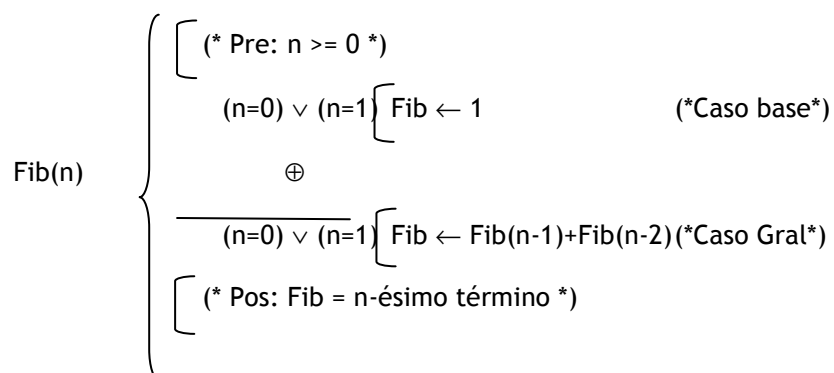 (* Pre: n >= 0 *)
(n=0) ∨ (n=1) Fib ← 1 (*Caso base*)
Fib(n) ⊕
(n=0) ∨ (n=1) Fib ← Fib(n-1)+Fib(n-2) (*Caso Gral*)
(* Pos: Fib = n-ésimo término *)